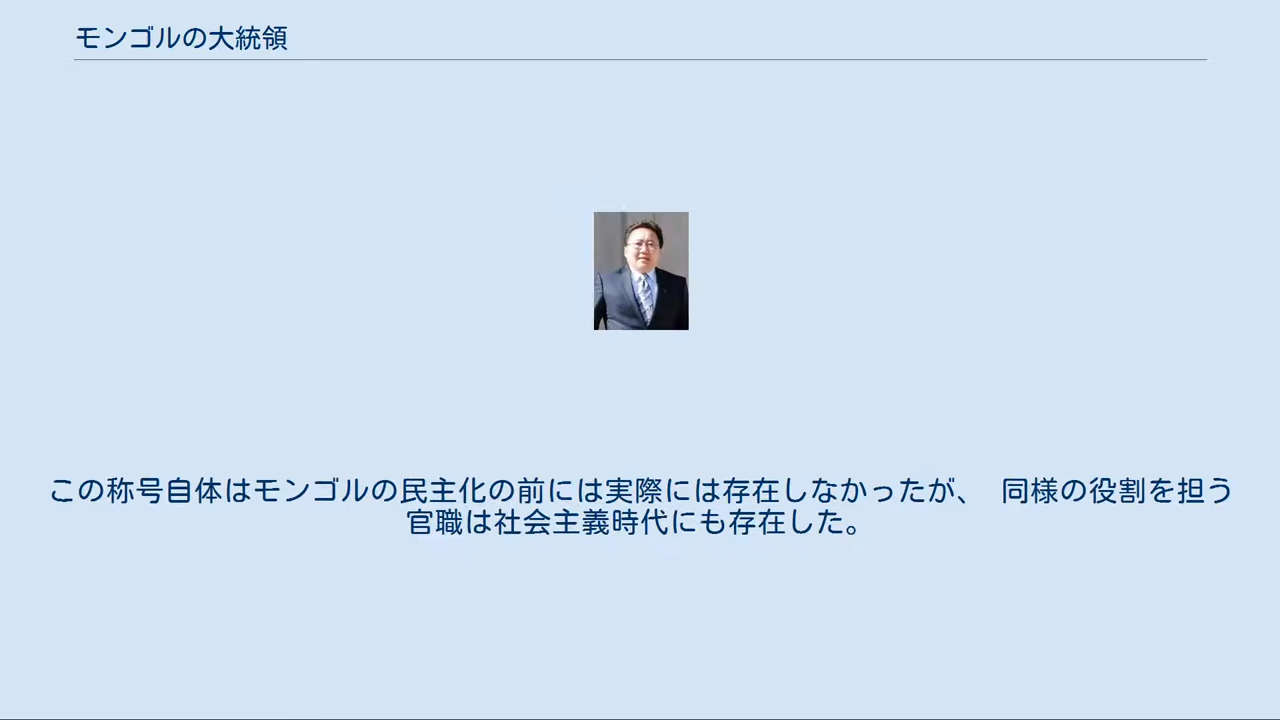 モンゴルの大統領
この称号自体はモンゴルの民主化の前には実際には存在しなかったが、 同様の役割を担う
官職は社会主義時代にも存在した。